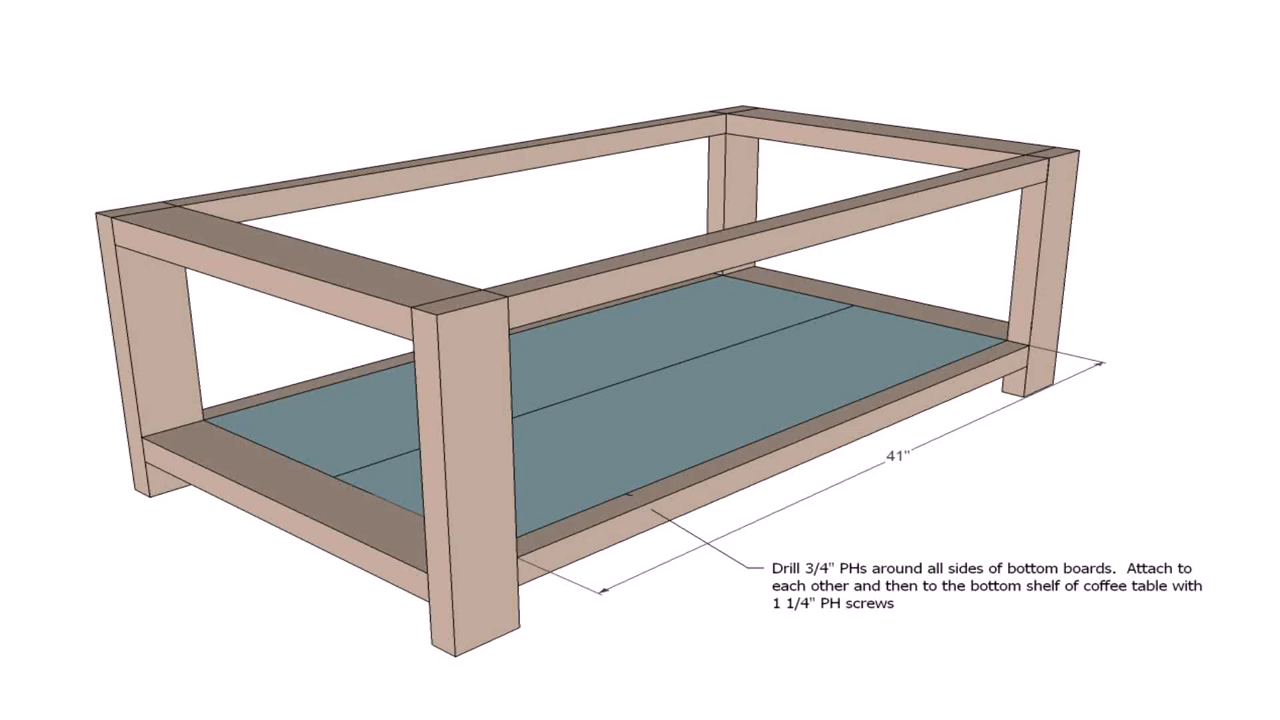 41"
Drill 3/4" PHs around all sides of bottom boards.  Attach to
each other and then to the bottom shelf of coffee table with
1 1/4" PH screws